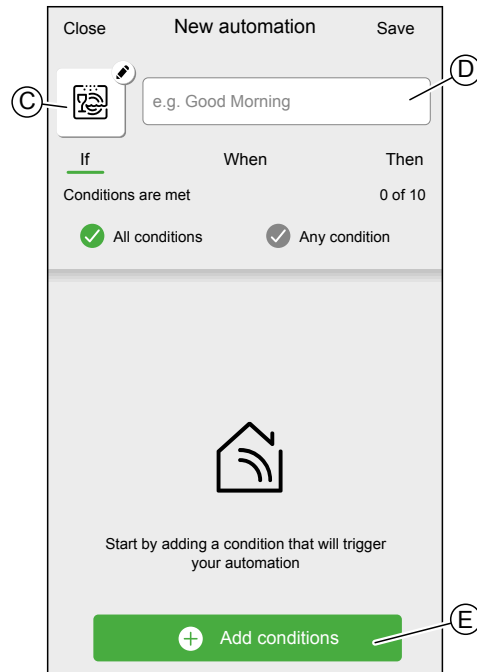 Close New automation Save
C
D
e.g. Good Morning
If When Then
Conditions are met 0 of 10
All conditions Any condition
Start by adding a condition that will trigger
your automation
Add conditions
E